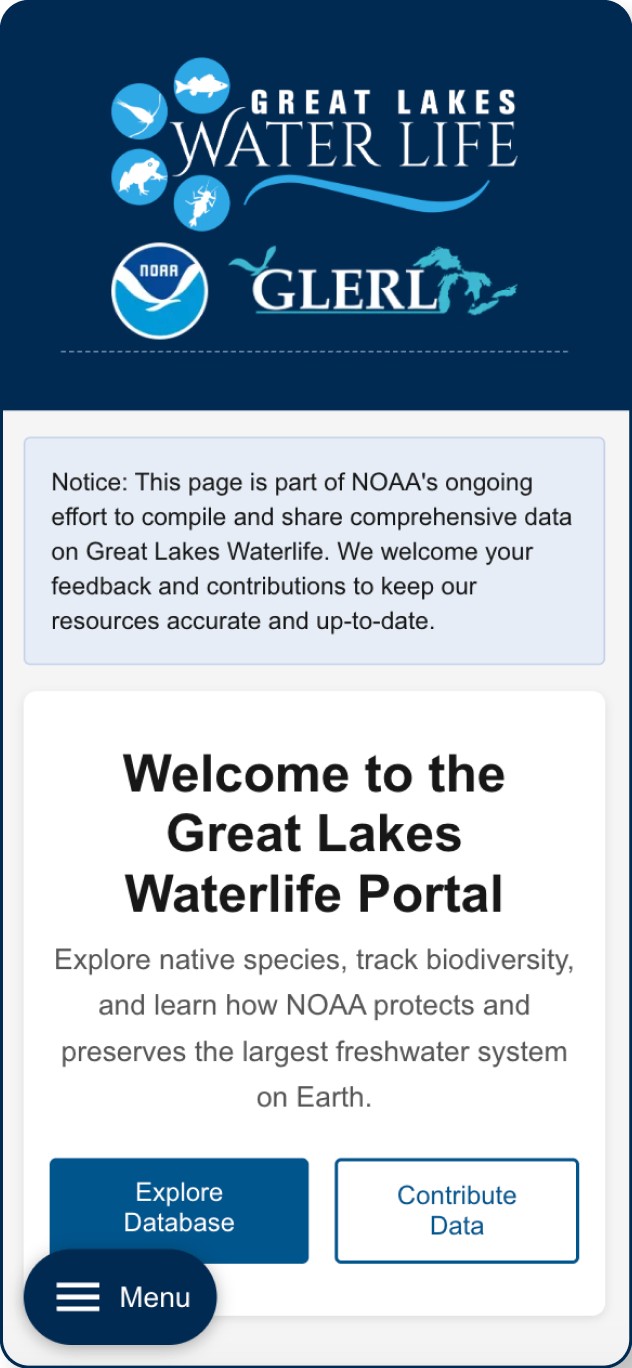 GREAT LAKES
WATER LIFE
NOAA
GLERL
Notice: This page is part of NOAA's ongoing
effort to compile and share comprehensive data
on Great Lakes Waterlife. We welcome your
feedback and contributions to keep our
resources accurate and up-to-date.
Welcome to the
Great Lakes
Waterlife Portal
Explore native species, track biodiversity,
and learn how NOAA protects and
preserves the largest freshwater system
on Earth.
Explore
Database
Contribute
Data
Menu